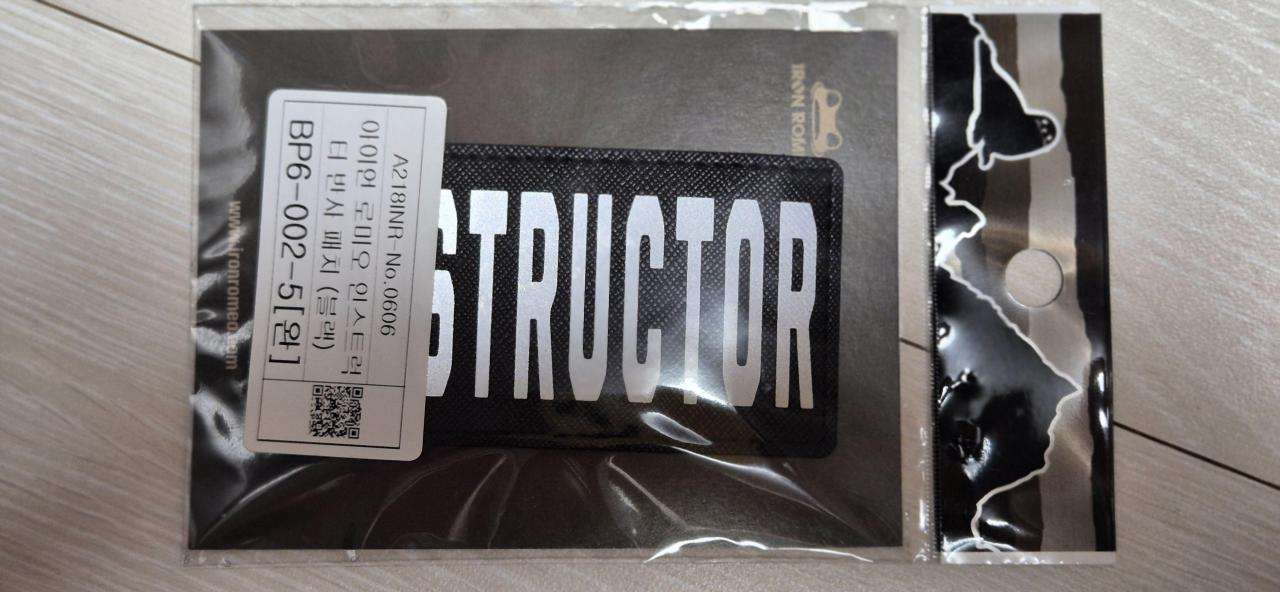 IRON ROM
STRUCTOR
A218INR-No.0606
아이언 로미오 인스트럭
터 반사 패치 (블랙)
BP6-002-5[완]
www.ironromeo.com